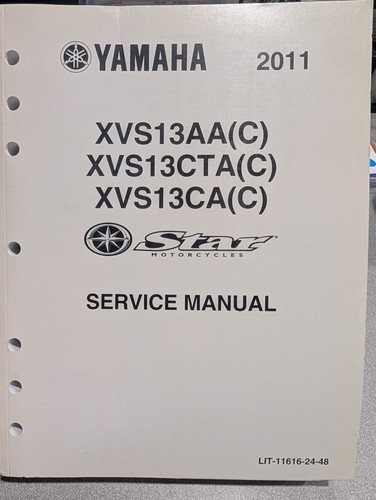 YAMAHA 2011
XVS13AA(C)
XVS13CTA(C)
XVS13CA(C)
Star
MOTORCYCLES
SERVICE MANUAL
LIT-11616-24-48